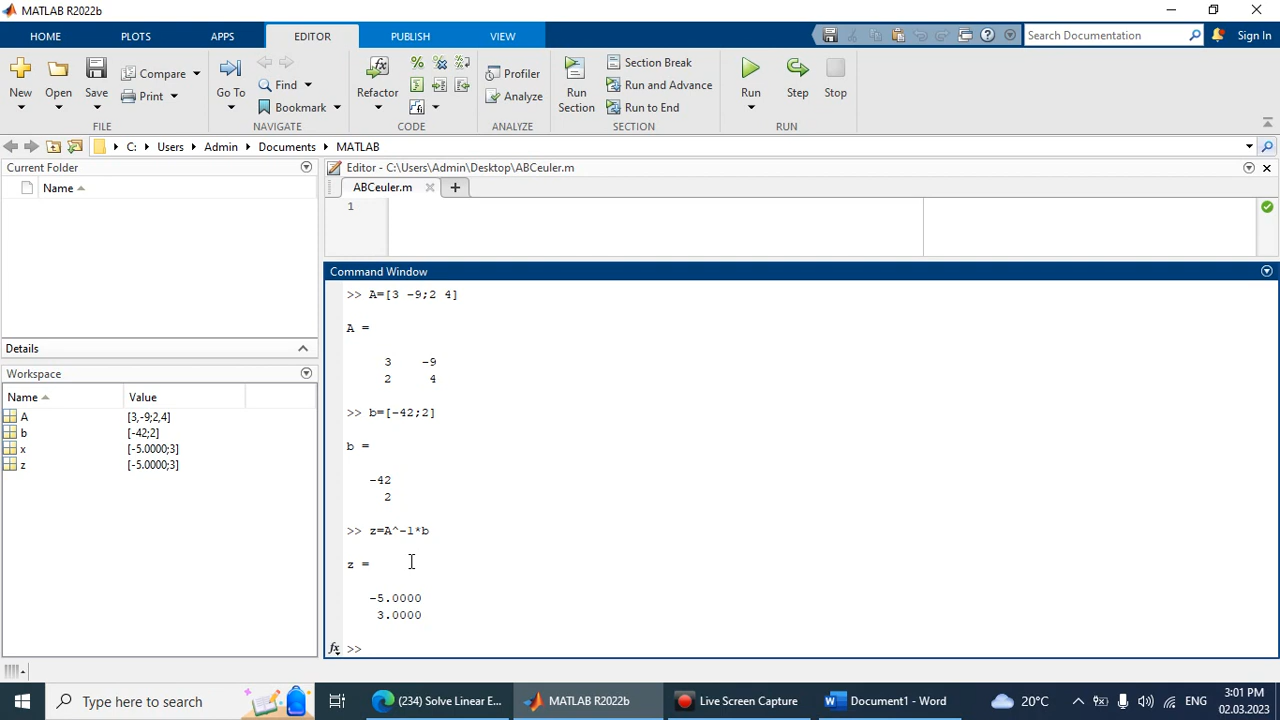 MATLAB R2022b
HOME PLOTS APPS EDITOR PUBLISH VIEW Search Documentation Sign In
New Open Save Compare Print Go To Find Bookmark Refactor Profiler Analyze Run Section Section Break Run and Advance Run to End Run Step Stop
FILE NAVIGATE CODE ANALYZE SECTION RUN
C: Users Admin Documents MATLAB
Current Folder
Name
Details
Workspace
Name Value
A [3,-9;2,4]
b [-42;2]
x [-5.0000;3]
z [-5.0000;3]
Editor - C:\Users\Admin\Desktop\ABCeuler.m
ABCeuler.m +
1
Command Window
>> A=[3 -9;2 4]
A =
3 -9
2 4
>> b=[-42;2]
b =
-42
2
>> z=A^-1*b
z =
-5.0000
3.0000
fx >>
Type here to search (234) Solve Linear E... MATLAB R2022b Live Screen Capture Document1 - Word 20°C ENG 3:01 PM
02.03.2023